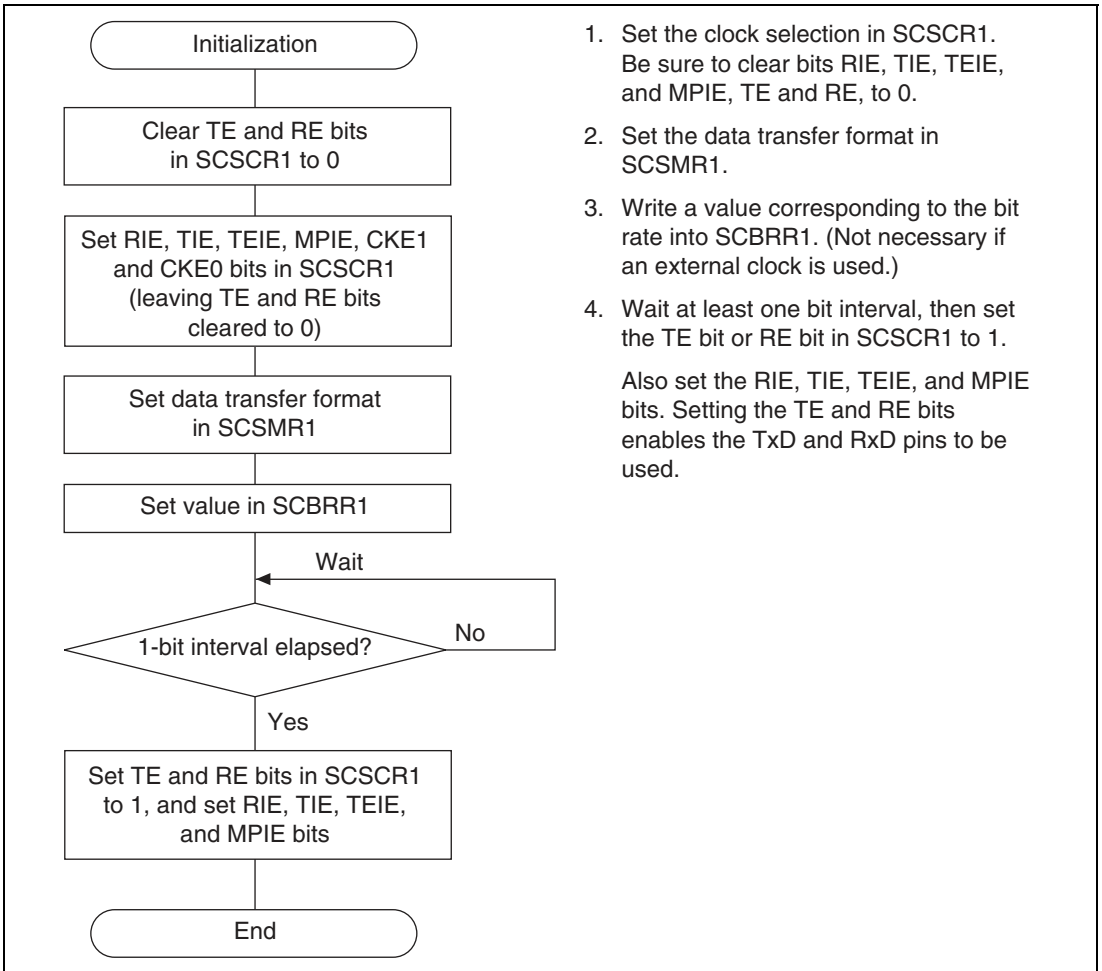 Initialization
Clear TE and RE bits
in SCSCR1 to 0
Set RIE, TIE, TEIE, MPIE, CKE1
and CKE0 bits in SCSCR1
(leaving TE and RE bits
cleared to 0)
Set data transfer format
in SCSMR1
Set value in SCBRR1
Wait
1-bit interval elapsed?
No
Yes
Set TE and RE bits in SCSCR1
to 1, and set RIE, TIE, TEIE,
and MPIE bits
End
1. Set the clock selection in SCSCR1.
Be sure to clear bits RIE, TIE, TEIE,
and MPIE, TE and RE, to 0.
2. Set the data transfer format in
SCSMR1.
3. Write a value corresponding to the bit
rate into SCBRR1. (Not necessary if
an external clock is used.)
4. Wait at least one bit interval, then set
the TE bit or RE bit in SCSCR1 to 1.
Also set the RIE, TIE, TEIE, and MPIE
bits. Setting the TE and RE bits
enables the TxD and RxD pins to be
used.